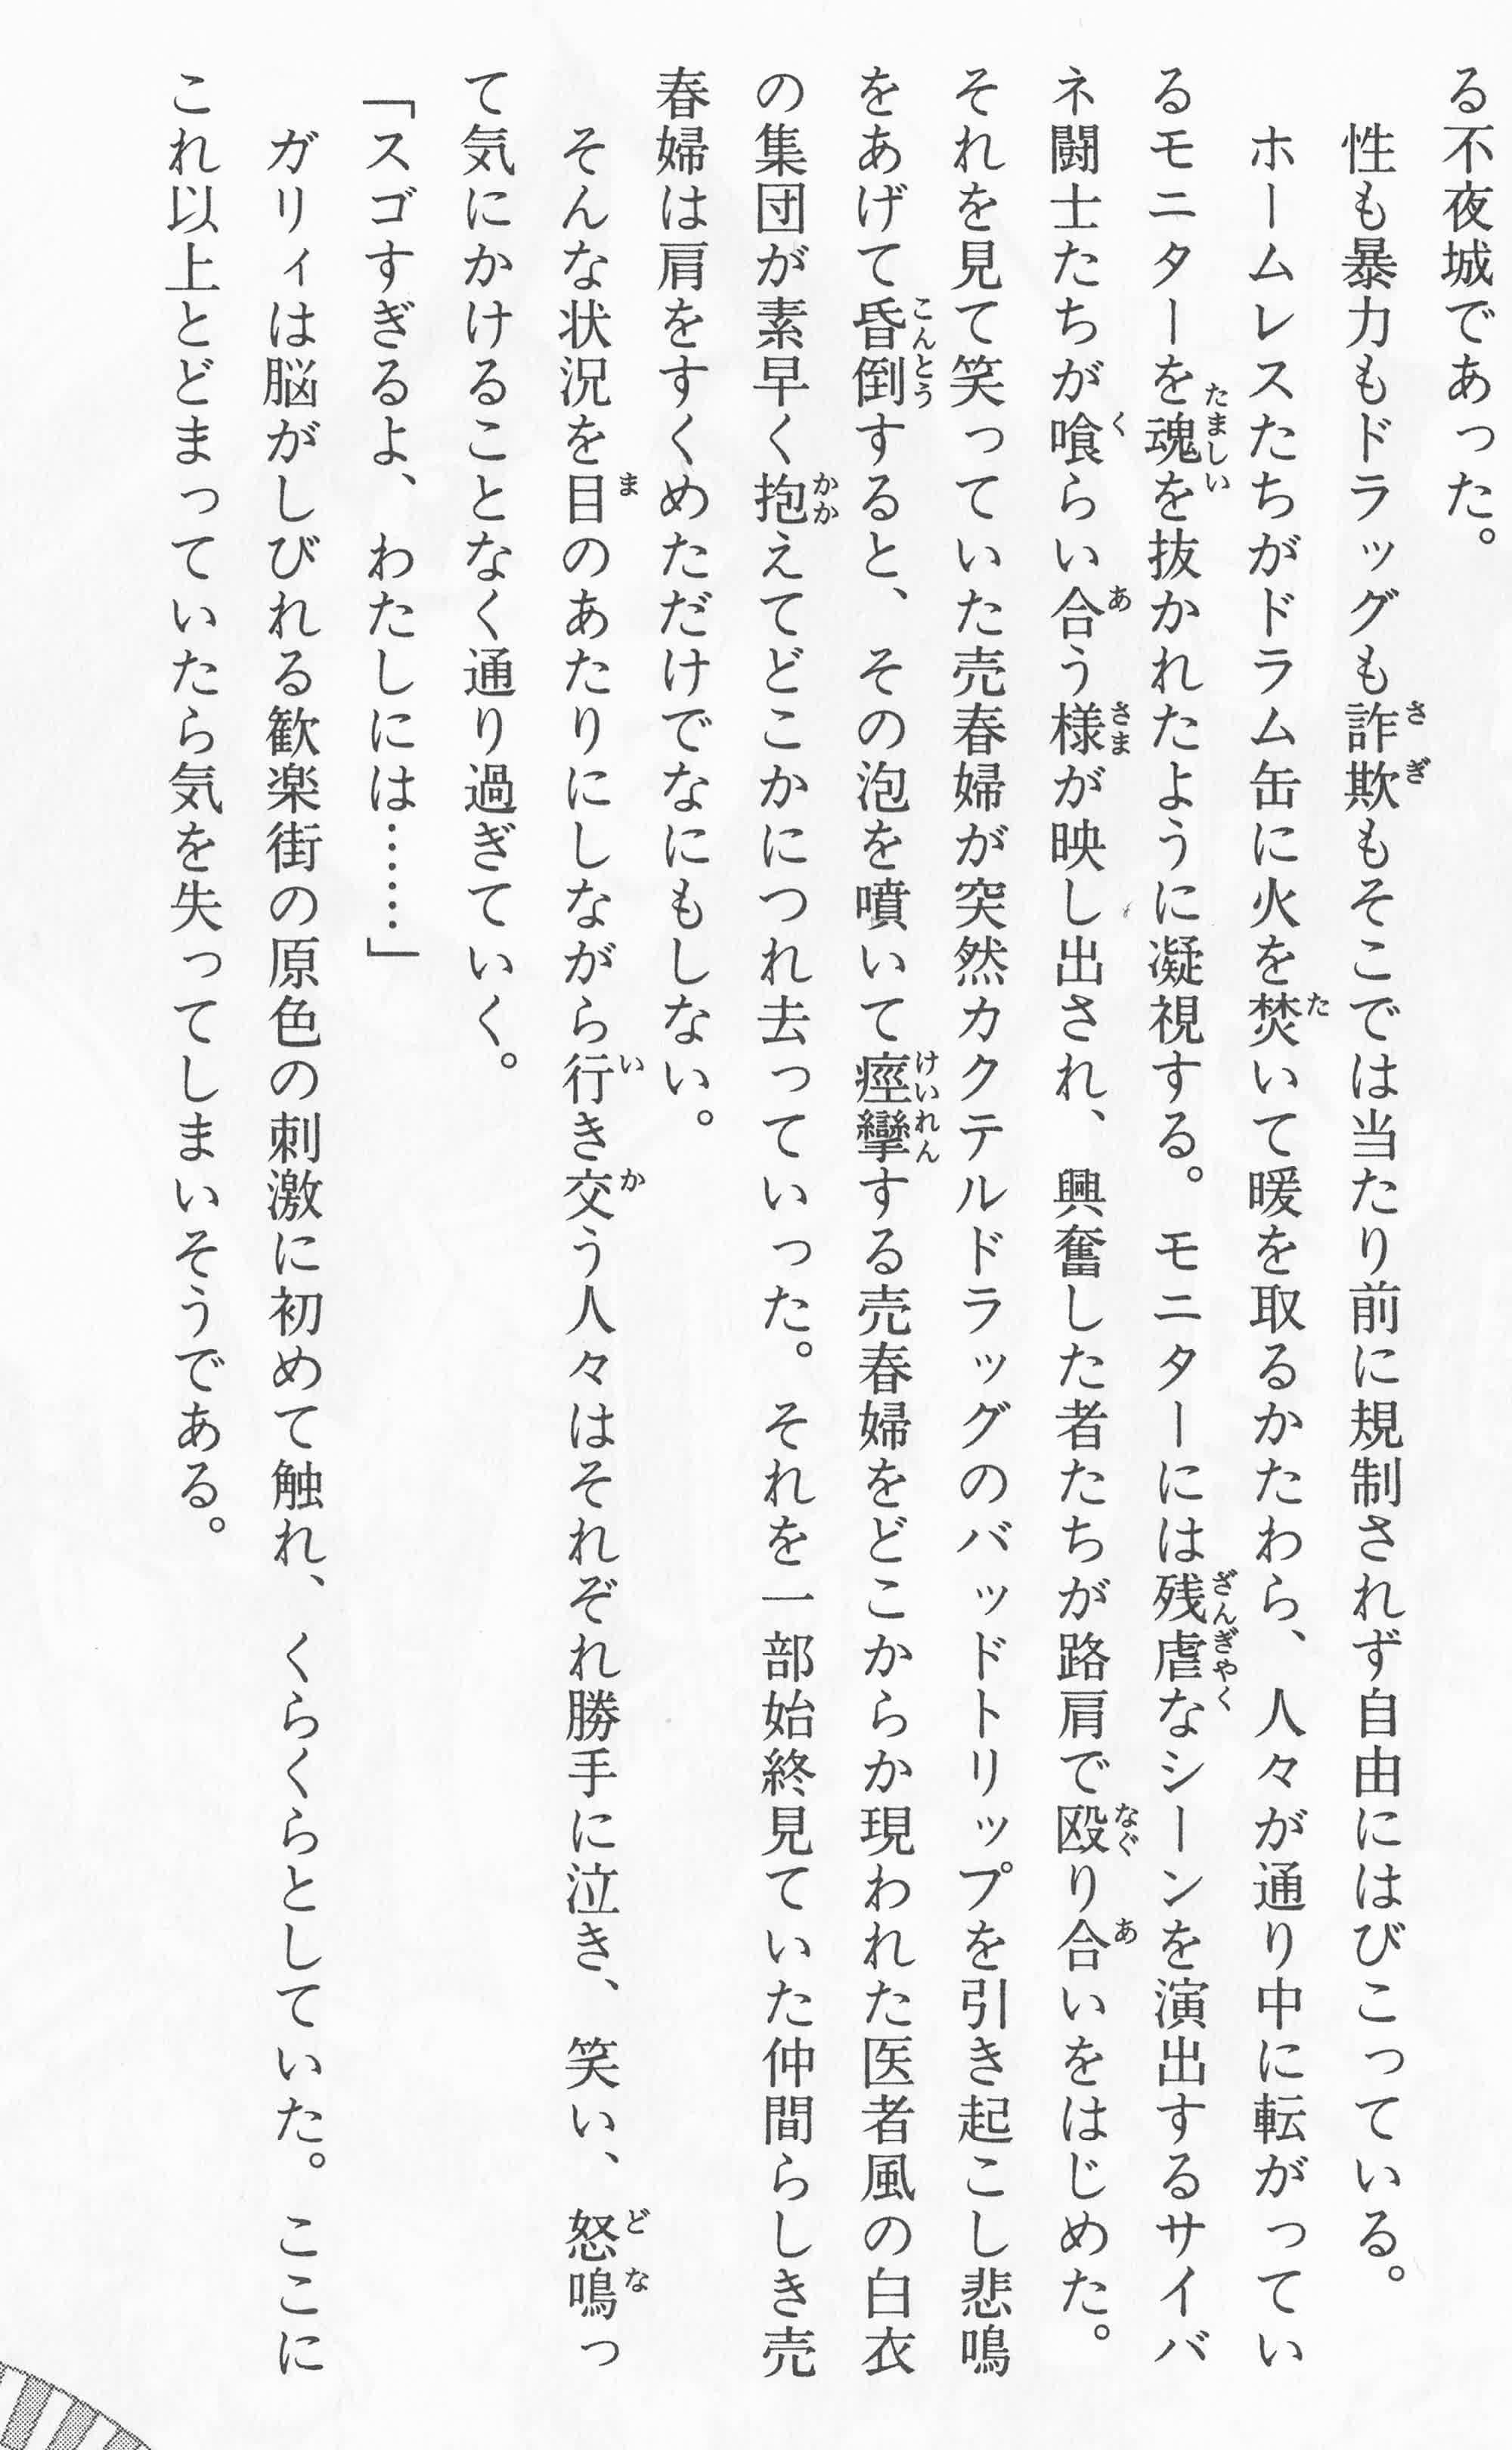 る不夜城であった。
　性も暴力もドラッグも詐欺もそこでは当たり前に規制されず自由にはびこっている。
　ホームレスたちがドラム缶に火を焚いて暖を取るかたわら、人々が通り中に転がってい
るモニターを魂を抜かれたように凝視する。モニターには残虐なシーンを演出するサイバ
ネ闘士たちが喰らい合う様が映し出され、興奮した者たちが路肩で殴り合いをはじめた。
それを見て笑っていた売春婦が突然カクテルドラッグのバッドトリップを引き起こし悲鳴
をあげて昏倒すると、その泡を噴いて痙攣する売春婦をどこからか現われた医者風の白衣
の集団が素早く抱えてどこかにつれ去っていった。それを一部始終見ていた仲間らしき売
春婦は肩をすくめただけでなにもしない。
　そんな状況を目のあたりにしながら行き交う人々はそれぞれ勝手に泣き、笑い、怒鳴っ
て気にかけることなく通り過ぎていく。
「スゴすぎるよ、わたしには……」
　ガリィは脳がしびれる歓楽街の原色の刺激に初めて触れ、くらくらとしていた。ここに
これ以上とどまっていたら気を失ってしまいそうである。